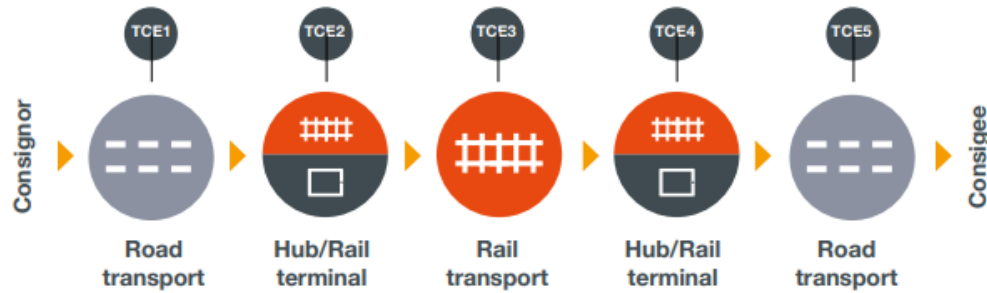 TCE1
TCE2
TCE3
TCE4
TCE5
Consignor
Consigee
Road
transport
Hub/Rail
terminal
Rail
transport
Hub/Rail
terminal
Road
transport